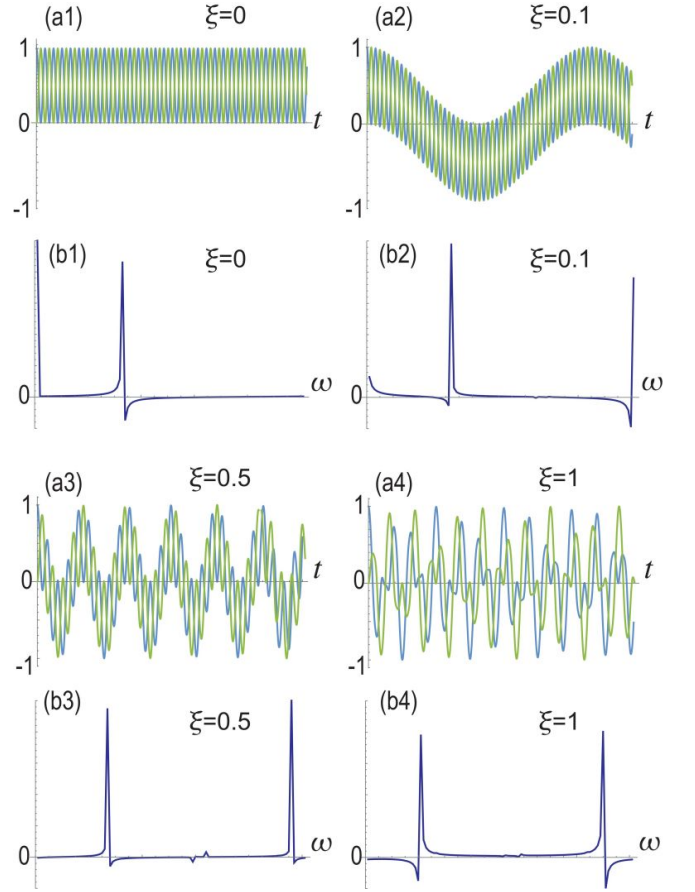 (a1) ξ=0
1
0
-1
t
(a2) ξ=0.1
1
0
-1
t
(b1) ξ=0
0
ω
(b2) ξ=0.1
0
ω
(a3) ξ=0.5
1
0
-1
t
(a4) ξ=1
1
0
-1
t
(b3) ξ=0.5
0
ω
(b4) ξ=1
0
ω